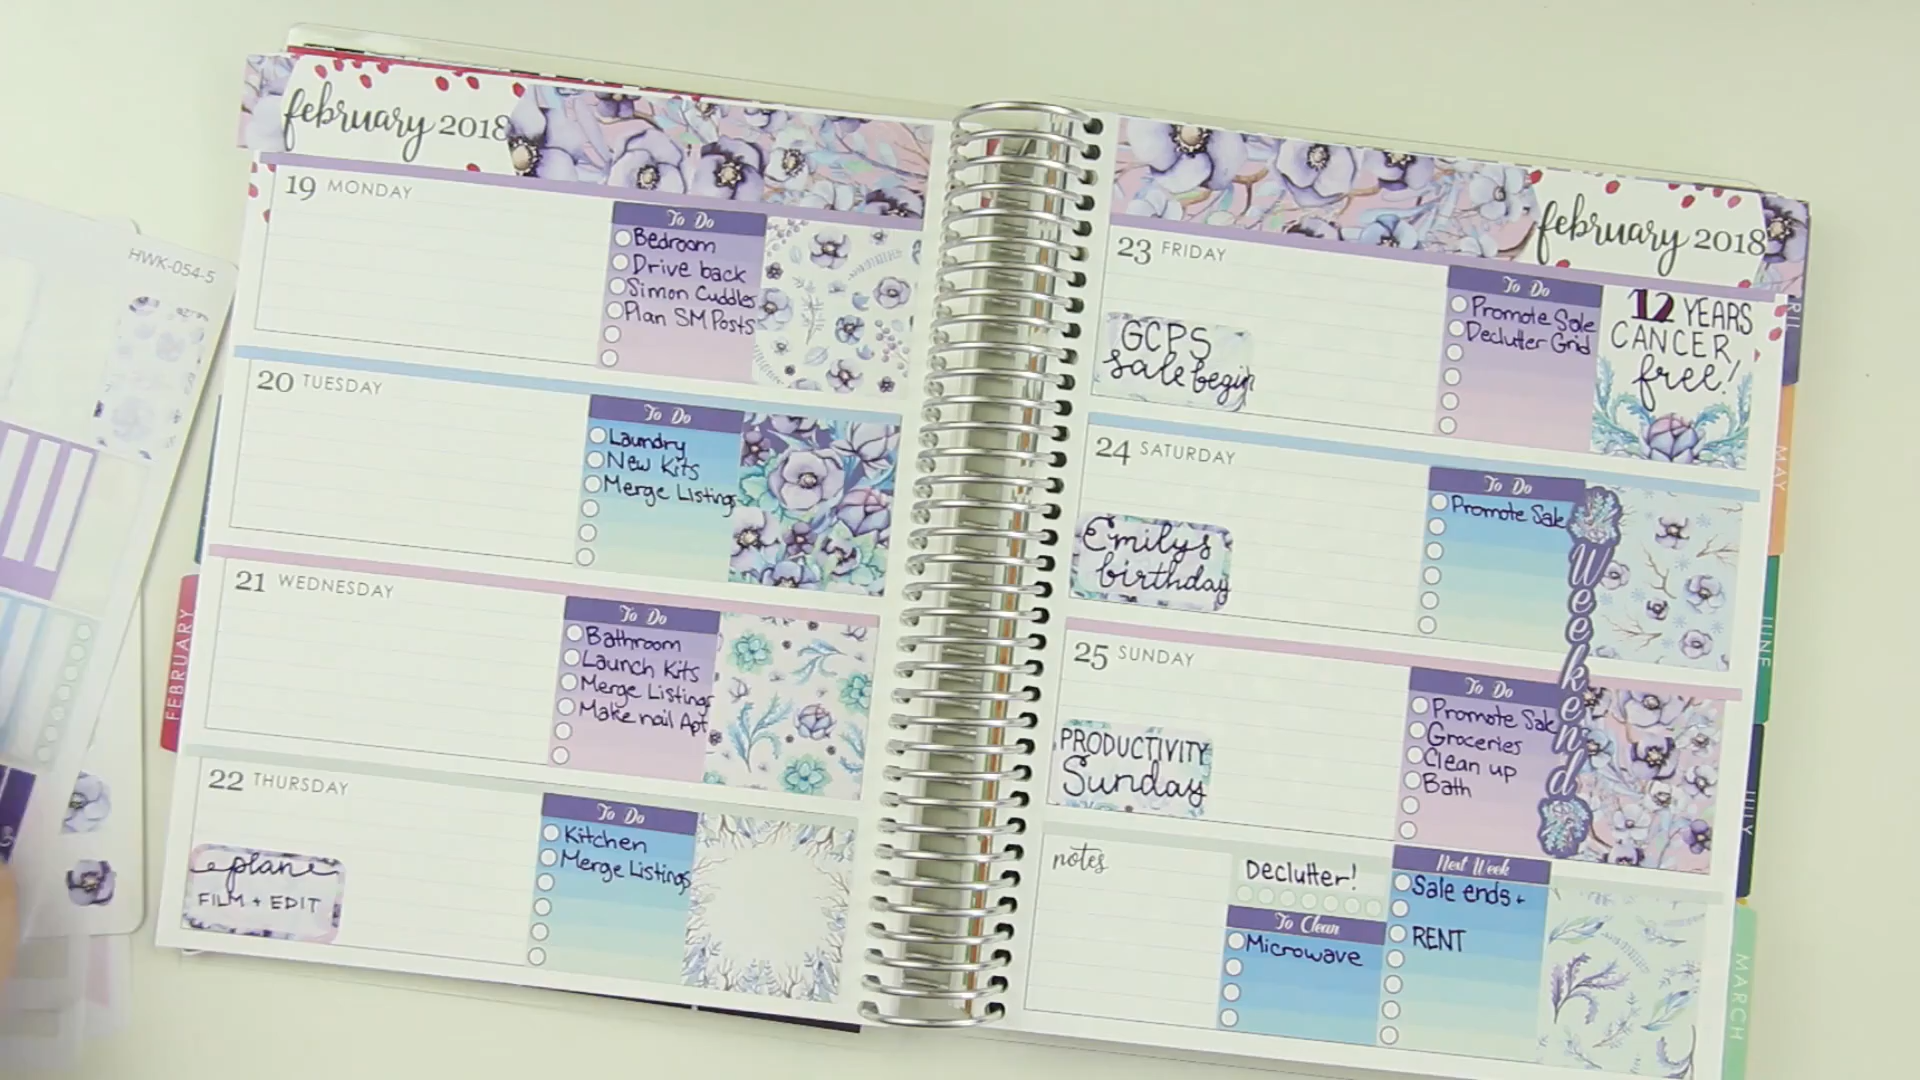 february 2018
19 MONDAY
To Do
Bedroom
Drive back
Simon Cuddles
Plan SM Posts
20 TUESDAY
To Do
Laundry
New Kits
Merge Listings
21 WEDNESDAY
To Do
Bathroom
Launch Kits
Merge Listings
Make nail Apt
22 THURSDAY
plan
FILM + EDIT
To Do
Kitchen
Merge Listings
february 2018
23 FRIDAY
GCPS
sale begin
To Do
Promote Sale
Declutter Grid
12 YEARS
CANCER
free!
24 SATURDAY
Emilys
birthday
To Do
Promote Sale
Weekend
25 SUNDAY
PRODUCTIVITY
Sunday
To Do
Promote Sale
Groceries
Clean up
Bath
notes
Declutter!
To Clean
Microwave
Next Week
Sale ends +
RENT
HWK-054-5
FEBRUARY
MAY
JUNE
JULY
MARCH